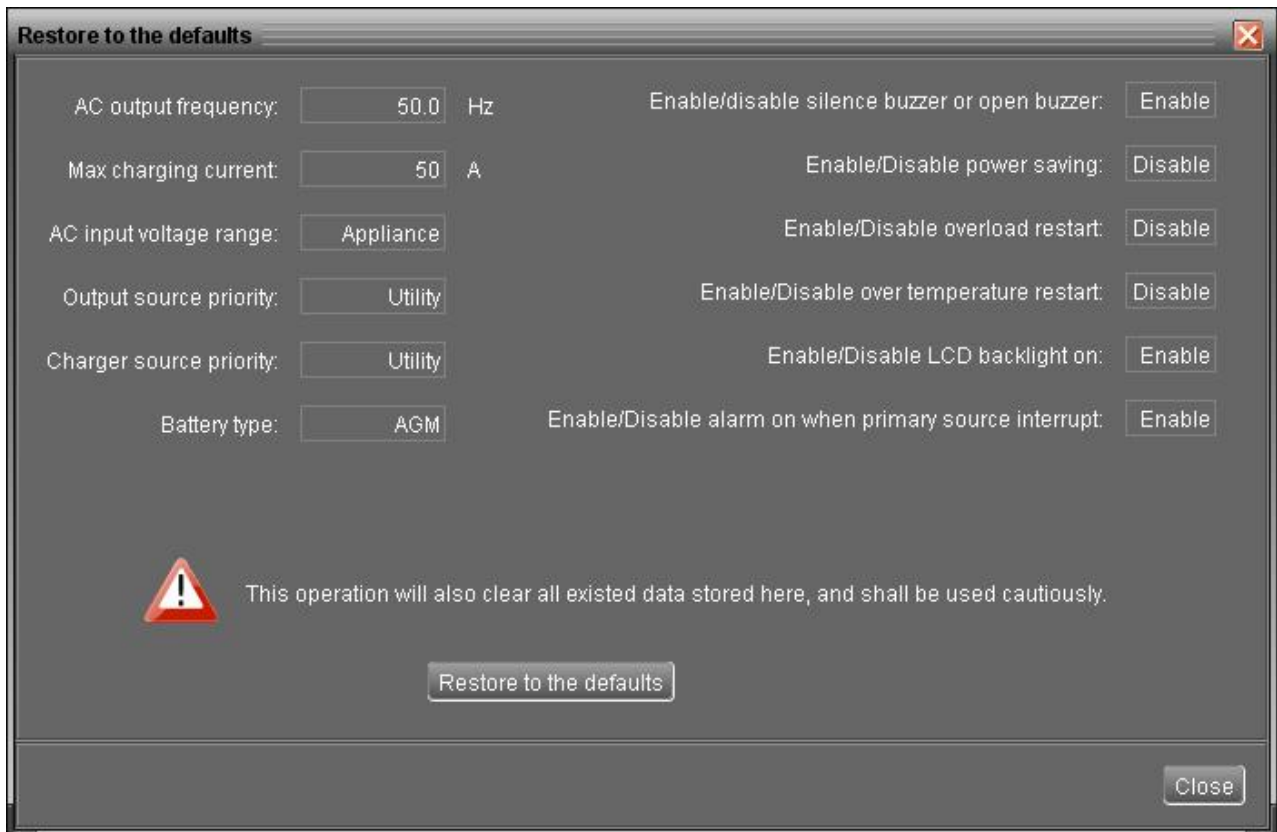 Restore to the defaults
AC output frequency: 50.0 Hz
Max charging current: 50 A
AC input voltage range: Appliance
Output source priority: Utility
Charger source priority: Utility
Battery type: AGM
Enable/disable silence buzzer or open buzzer: Enable
Enable/Disable power saving: Disable
Enable/Disable overload restart: Disable
Enable/Disable over temperature restart: Disable
Enable/Disable LCD backlight on: Enable
Enable/Disable alarm on when primary source interrupt: Enable
This operation will also clear all existed data stored here, and shall be used cautiously.
Restore to the defaults
Close